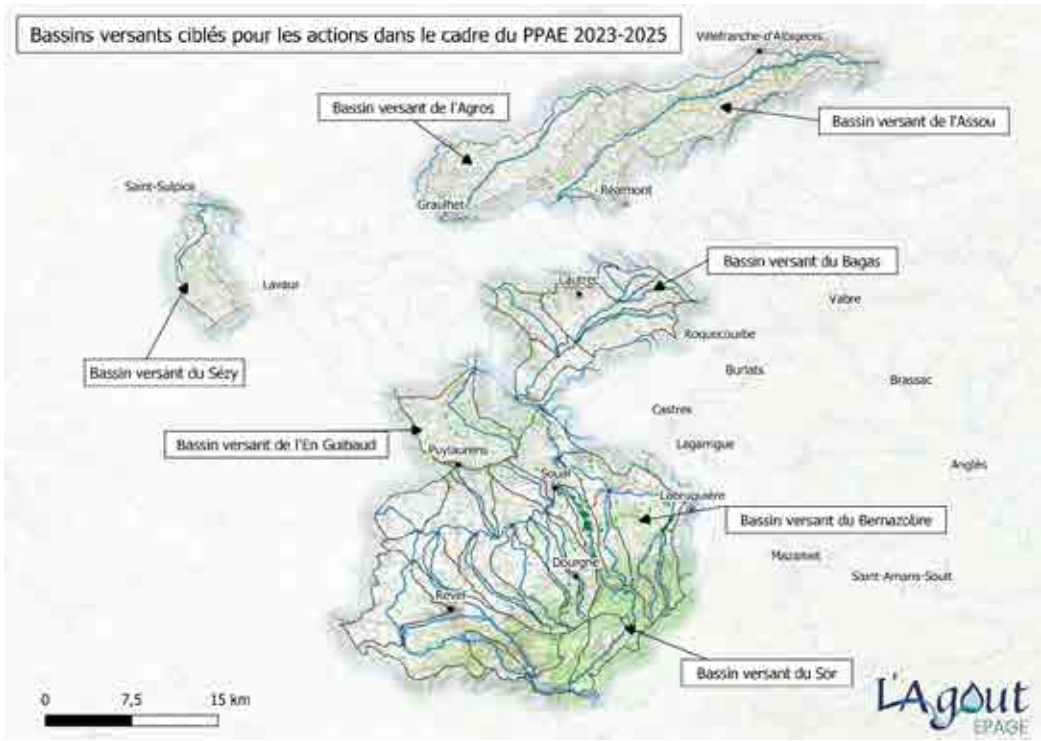 Bassins versants ciblés pour les actions dans le cadre du PPAE 2023-2025
Villefranche-d'Albigeois
Bassin versant de l'Agros
Bassin versant de l'Assou
Saint-Sulpice
Réalmont
Graulhet
Bassin versant du Bagas
Lautrec
Lavaur
Vabre
Roquecourbe
Bassin versant du Sézy
Burlats
Brassac
Castres
Bassin versant de l'En Guibaud
Lagarrigue
Puylaurens
Anglès
Soual
Labruguière
Bassin versant du Bernazobre
Mazamet
Dourgne
Saint-Amans-Soult
Revel
Bassin versant du Sor
0 7,5 15 km
L'Agout
EPAGE